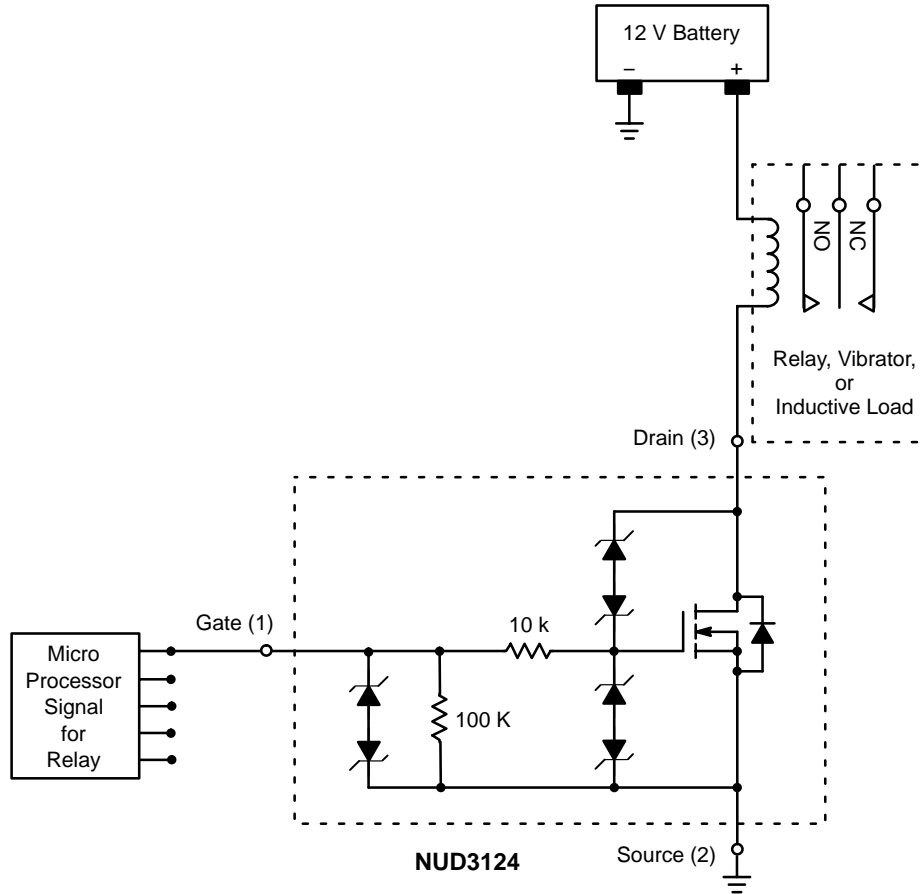 12 V Battery
– +
NO
NC
Relay, Vibrator,
or
Inductive Load
Drain (3)
Gate (1)
10 k
Micro
Processor
Signal
for
Relay
100 K
Source (2)
NUD3124